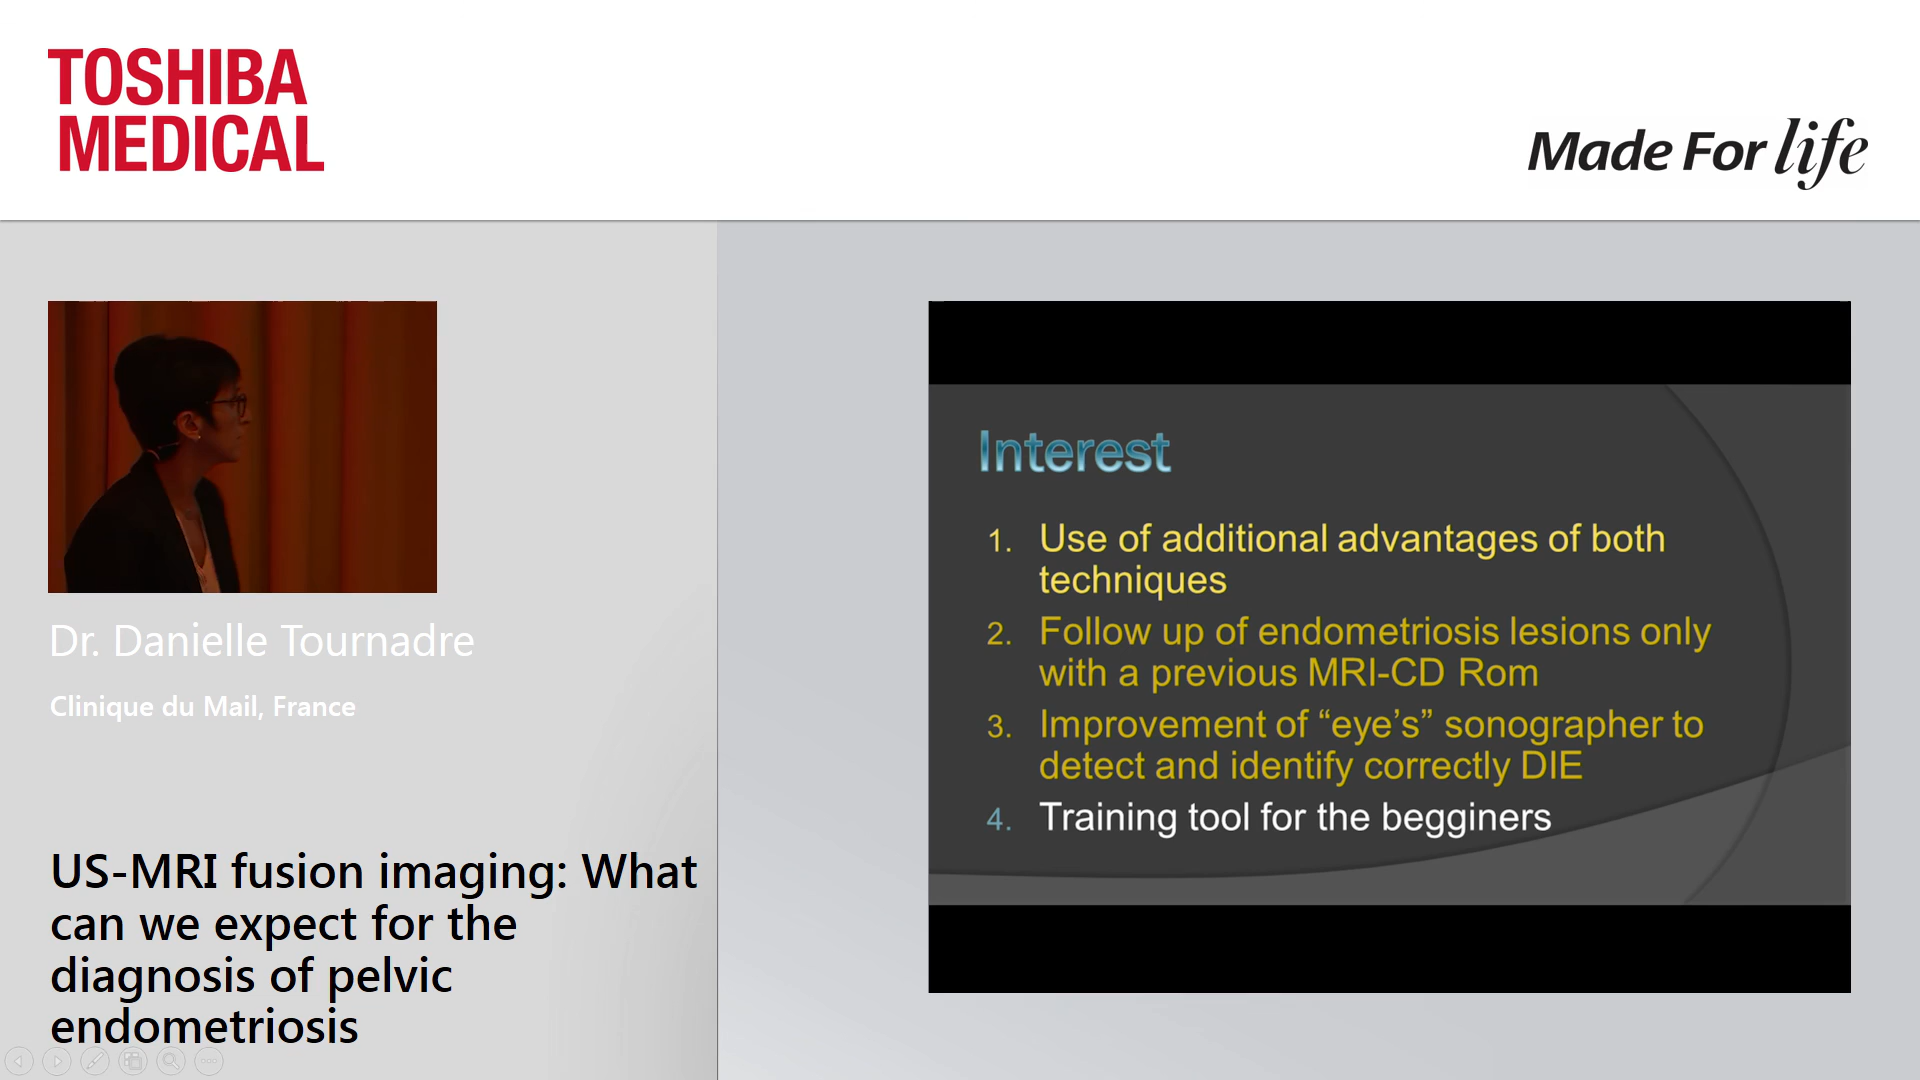 TOSHIBA
MEDICAL
Made For life
Dr. Danielle Tournadre
Clinique du Mail, France
US-MRI fusion imaging: What
can we expect for the
diagnosis of pelvic
endometriosis
Interest
1. Use of additional advantages of both
techniques
2. Follow up of endometriosis lesions only
with a previous MRI-CD Rom
3. Improvement of “eye’s” sonographer to
detect and identify correctly DIE
4. Training tool for the begginers